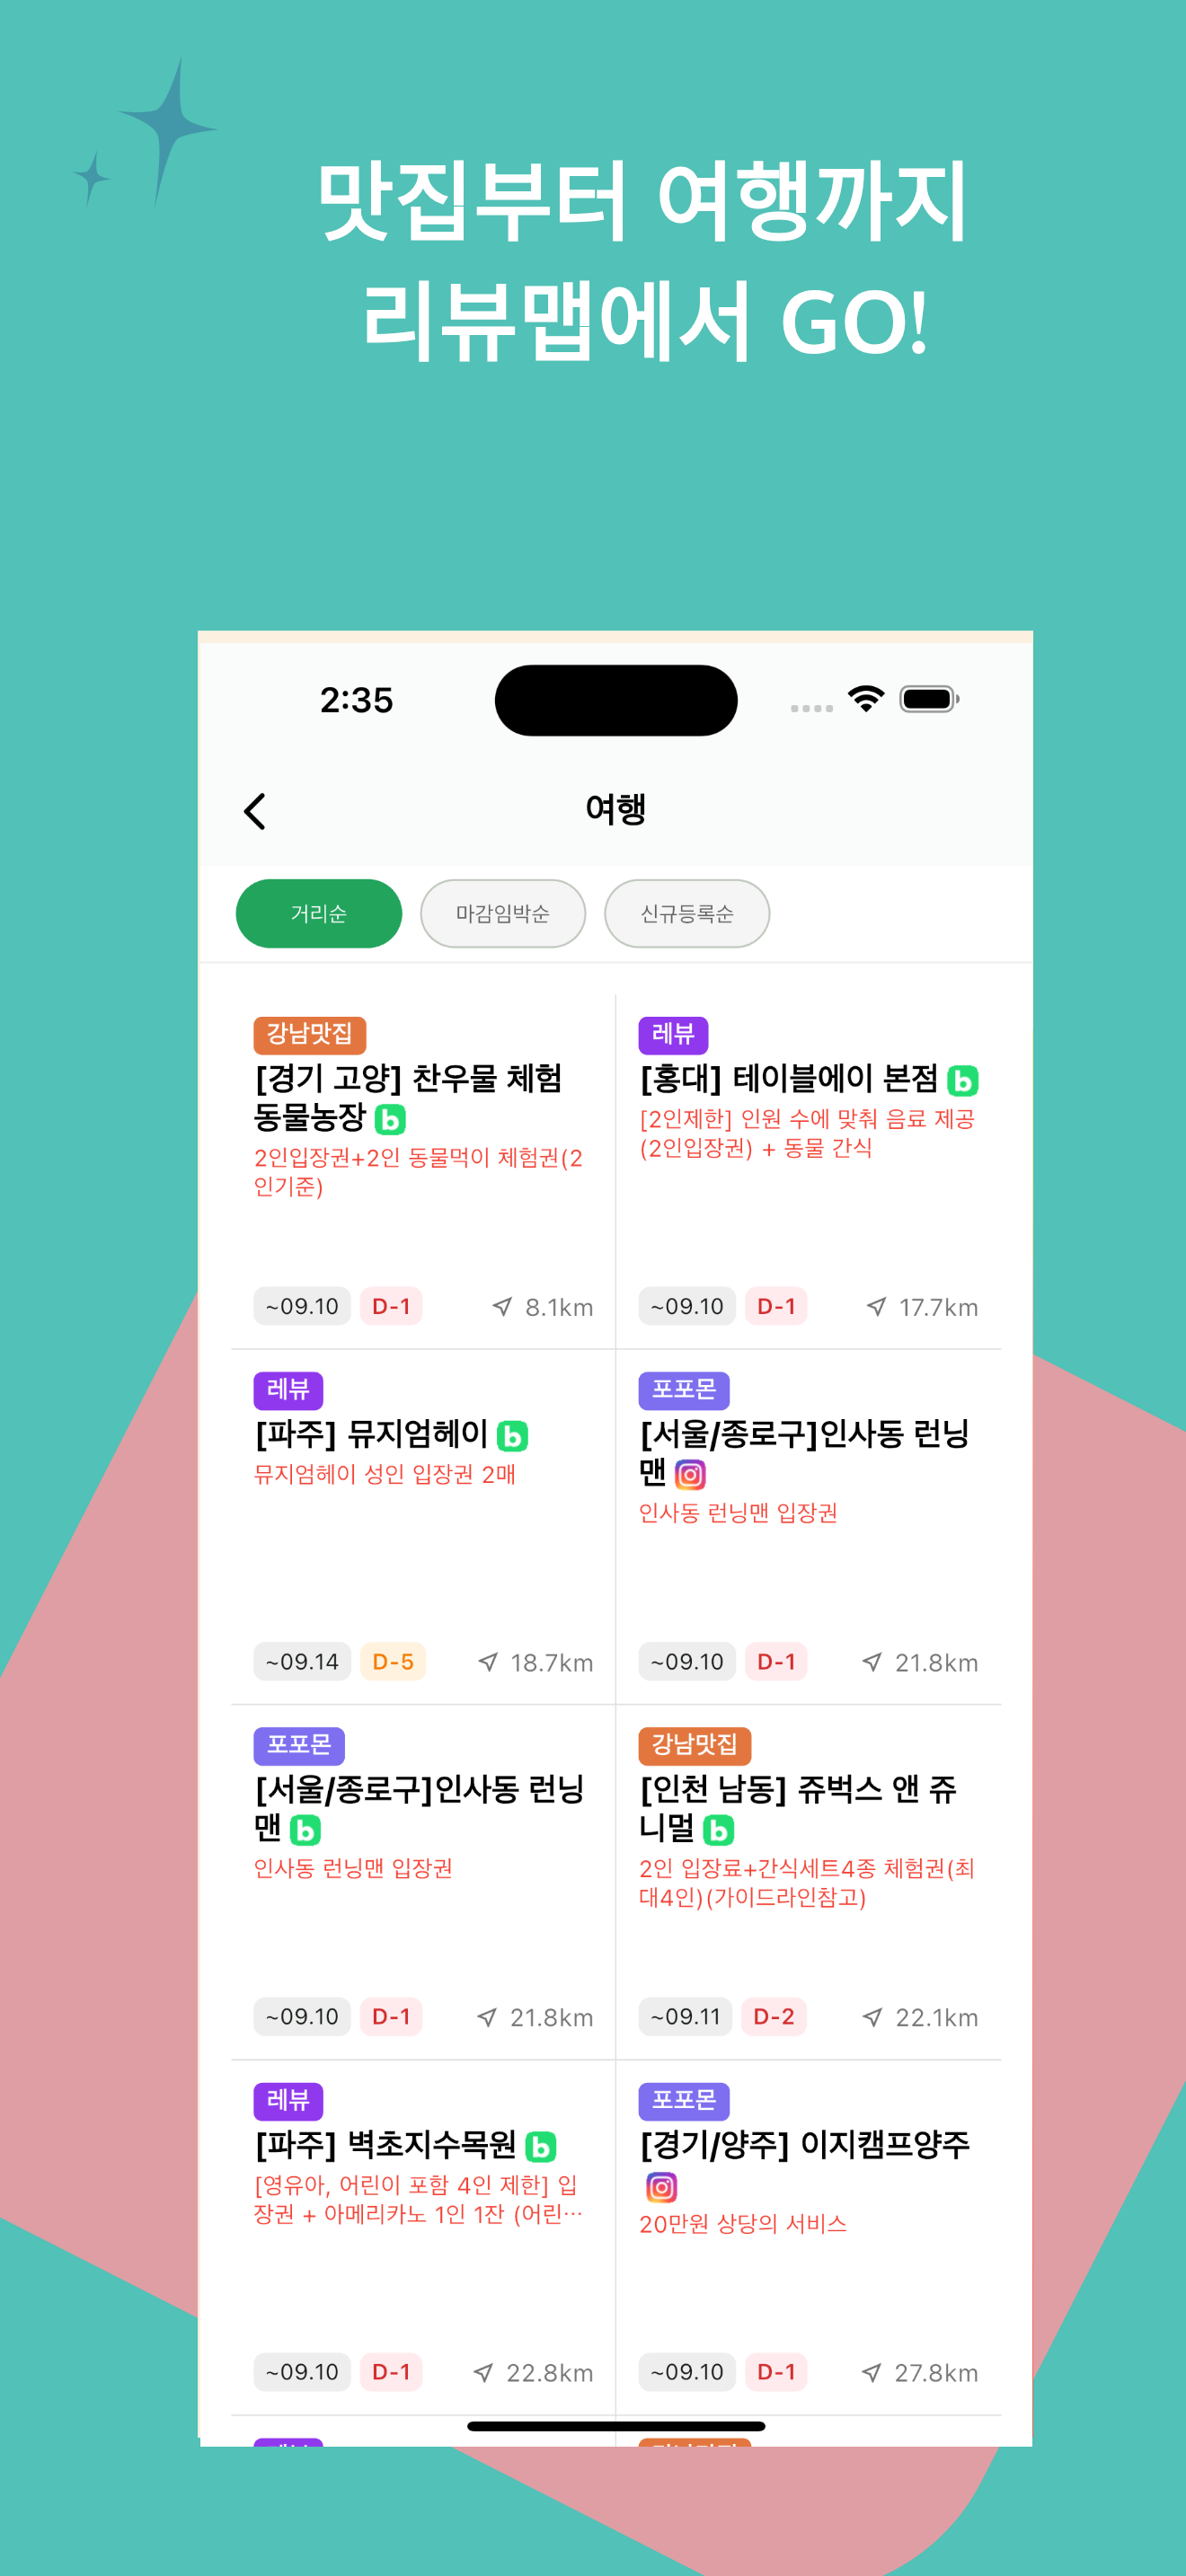 맛집부터 여행까지
리뷰맵에서 GO!
2:35
여행
거리순
마감임박순
신규등록순
강남맛집
[경기 고양] 찬우물 체험
동물농장 b
2인입장권+2인 동물먹이 체험권(2
인기준)
~09.10 D-1 8.1km
레뷰
[홍대] 테이블에이 본점 b
[2인제한] 인원 수에 맞춰 음료 제공
(2인입장권) + 동물 간식
~09.10 D-1 17.7km
레뷰
[파주] 뮤지엄헤이 b
뮤지엄헤이 성인 입장권 2매
~09.14 D-5 18.7km
포포몬
[서울/종로구]인사동 런닝
맨
인사동 런닝맨 입장권
~09.10 D-1 21.8km
포포몬
[서울/종로구]인사동 런닝
맨 b
인사동 런닝맨 입장권
~09.10 D-1 21.8km
강남맛집
[인천 남동] 쥬벅스 앤 쥬
니멀 b
2인 입장료+간식세트4종 체험권(최
대4인)(가이드라인참고)
~09.11 D-2 22.1km
레뷰
[파주] 벽초지수목원 b
[영유아, 어린이 포함 4인 제한] 입
장권 + 아메리카노 1인 1잔 (어린…
~09.10 D-1 22.8km
포포몬
[경기/양주] 이지캠프양주
20만원 상당의 서비스
~09.10 D-1 27.8km